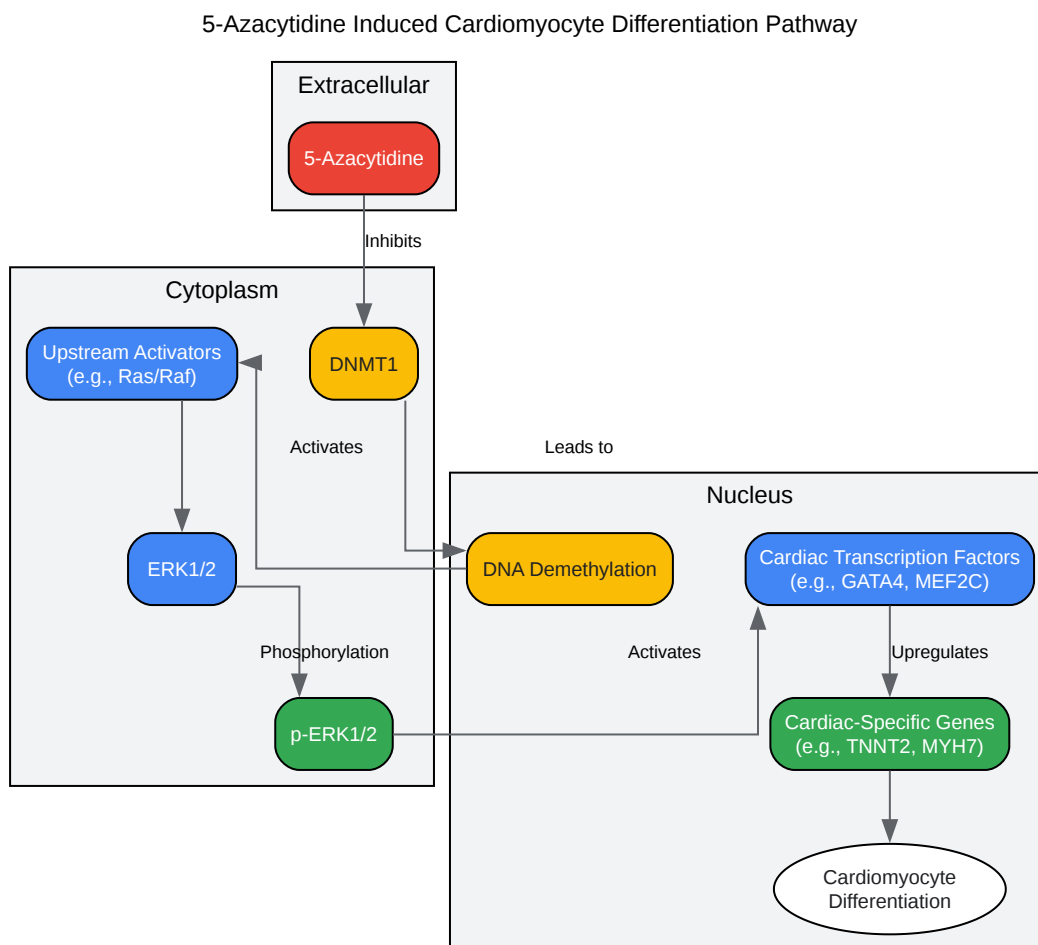 5-Azacytidine Induced Cardiomyocyte Differentiation Pathway
Extracellular
5-Azacytidine
Inhibits
Cytoplasm
Upstream Activators
(e.g., Ras/Raf)
DNMT1
Activates
Leads to
Nucleus
ERK1/2
DNA Demethylation
Cardiac Transcription Factors
(e.g., GATA4, MEF2C)
Phosphorylation
Activates
Upregulates
p-ERK1/2
Cardiac-Specific Genes
(e.g., TNNT2, MYH7)
Cardiomyocyte
Differentiation